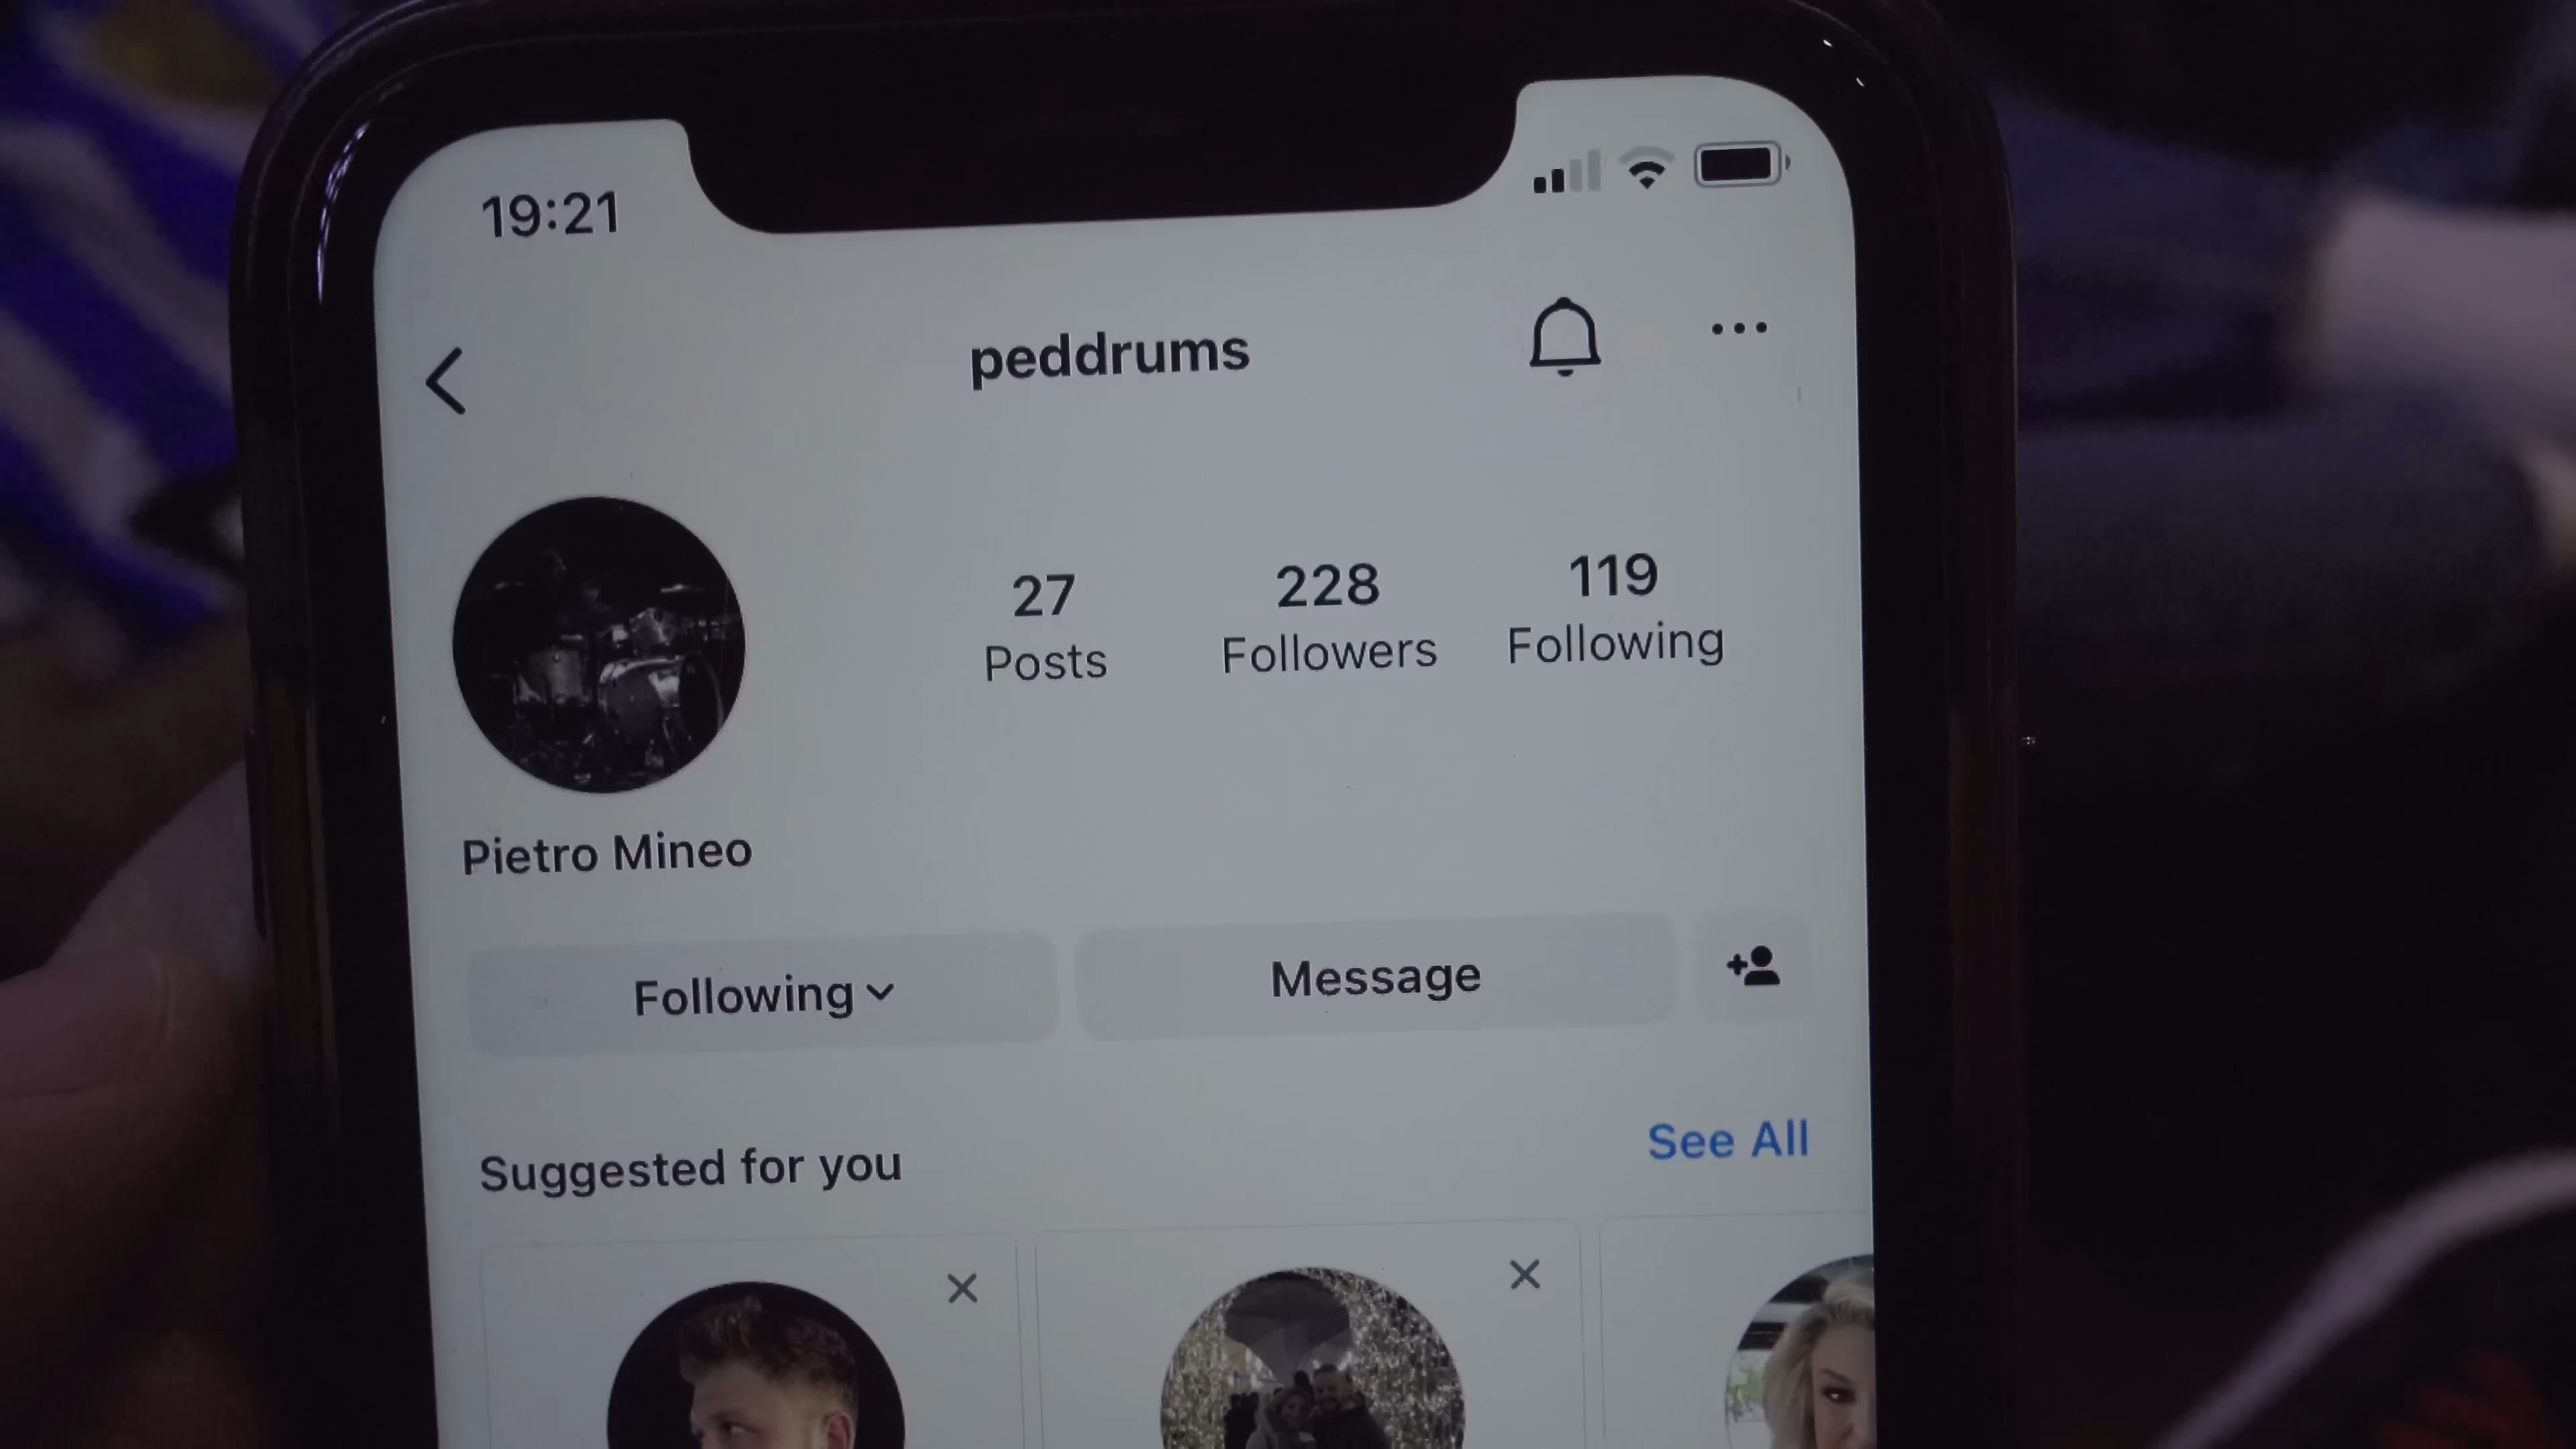 19:21
peddrums
27
Posts
228
Followers
119
Following
Pietro Mineo
Following
Message
Suggested for you
See All